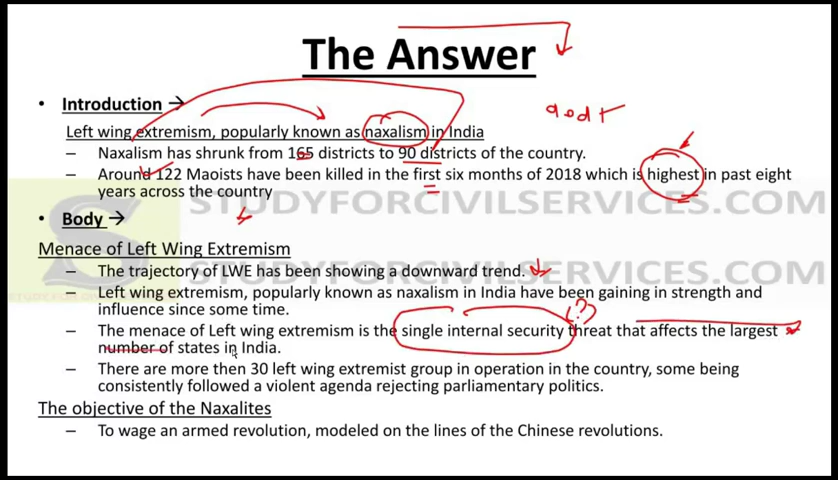 The Answer
• Introduction →
Left wing extremism, popularly known as naxalism in India
– Naxalism has shrunk from 165 districts to 90 districts of the country.
– Around 122 Maoists have been killed in the first six months of 2018 which is highest in past eight
years across the country
STUDYFORCIVILSERVICES.COM
• Body →
Menace of Left Wing Extremism
– The trajectory of LWE has been showing a downward trend.
STUDYFORCIVILSERVICES.COM
– Left wing extremism, popularly known as naxalism in India have been gaining in strength and
influence since some time.
– The menace of Left wing extremism is the single internal security threat that affects the largest
number of states in India.
– There are more then 30 left wing extremist group in operation in the country, some being
consistently followed a violent agenda rejecting parliamentary politics.
The objective of the Naxalites
– To wage an armed revolution, modeled on the lines of the Chinese revolutions.